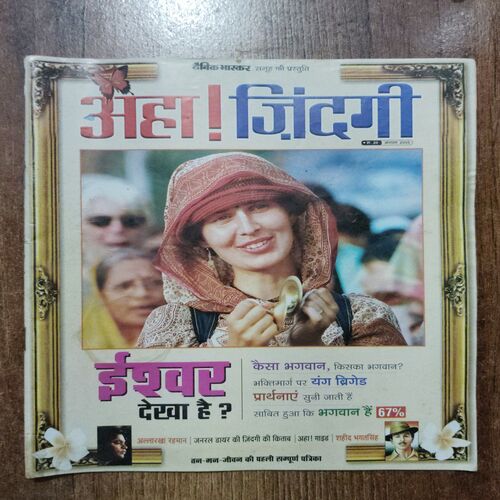 दैनिक भास्कर समूह की प्रस्तुति
अहा! ज़िंदगी
ईश्वर
देखा है?
कैसा भगवान, किसका भगवान?
भक्तिमार्ग पर यंग ब्रिगेड
प्रार्थनाएं सुनी जाती हैं
साबित हुआ कि भगवान हैं 67%
अल्लारखा रहमान | जनरल डायर की ज़िंदगी की किताब | अहा! गाइड | शहीद भगतसिंह
तन-मन-जीवन की पहली सम्पूर्ण पत्रिका